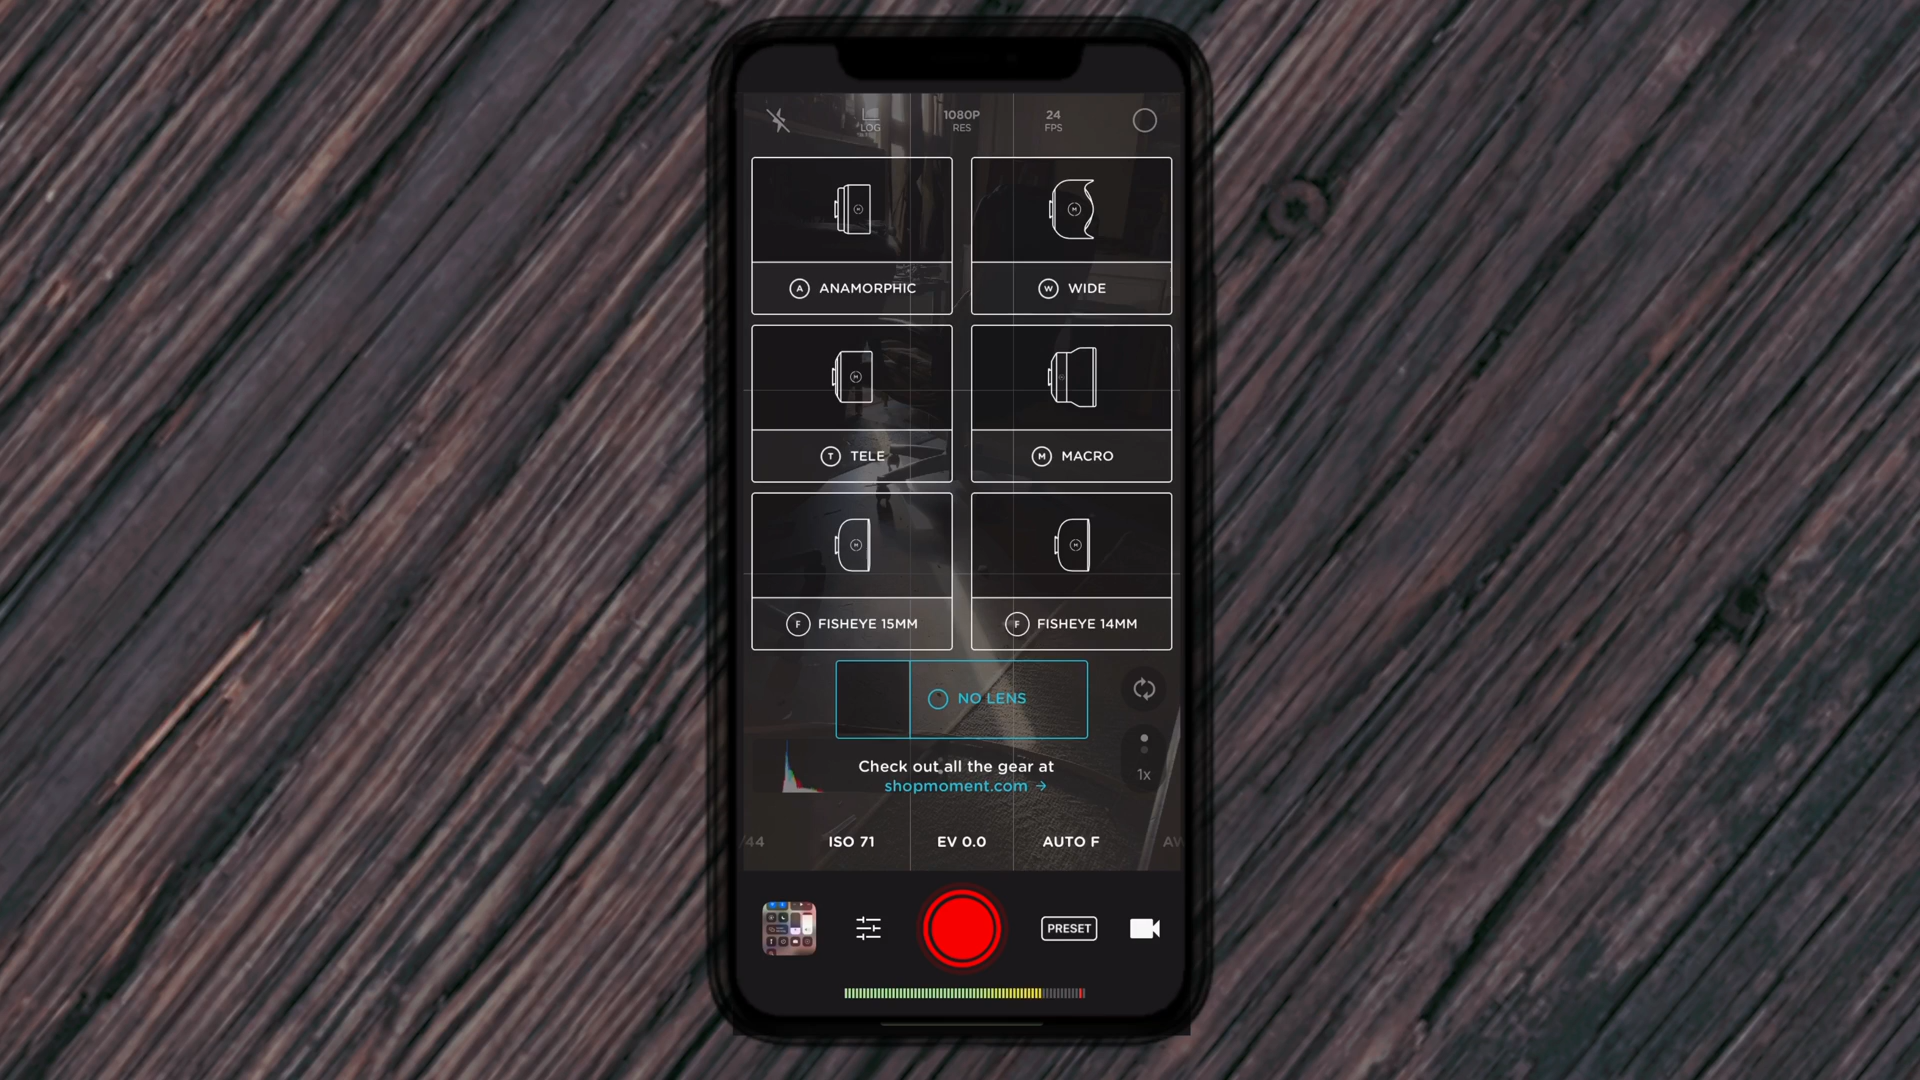 LOG
1080P
RES
24
FPS
A ANAMORPHIC
W WIDE
T TELE
M MACRO
F FISHEYE 15MM
F FISHEYE 14MM
NO LENS
Check out all the gear at
shopmoment.com →
1x
/44
ISO 71
EV 0.0
AUTO F
AW
PRESET